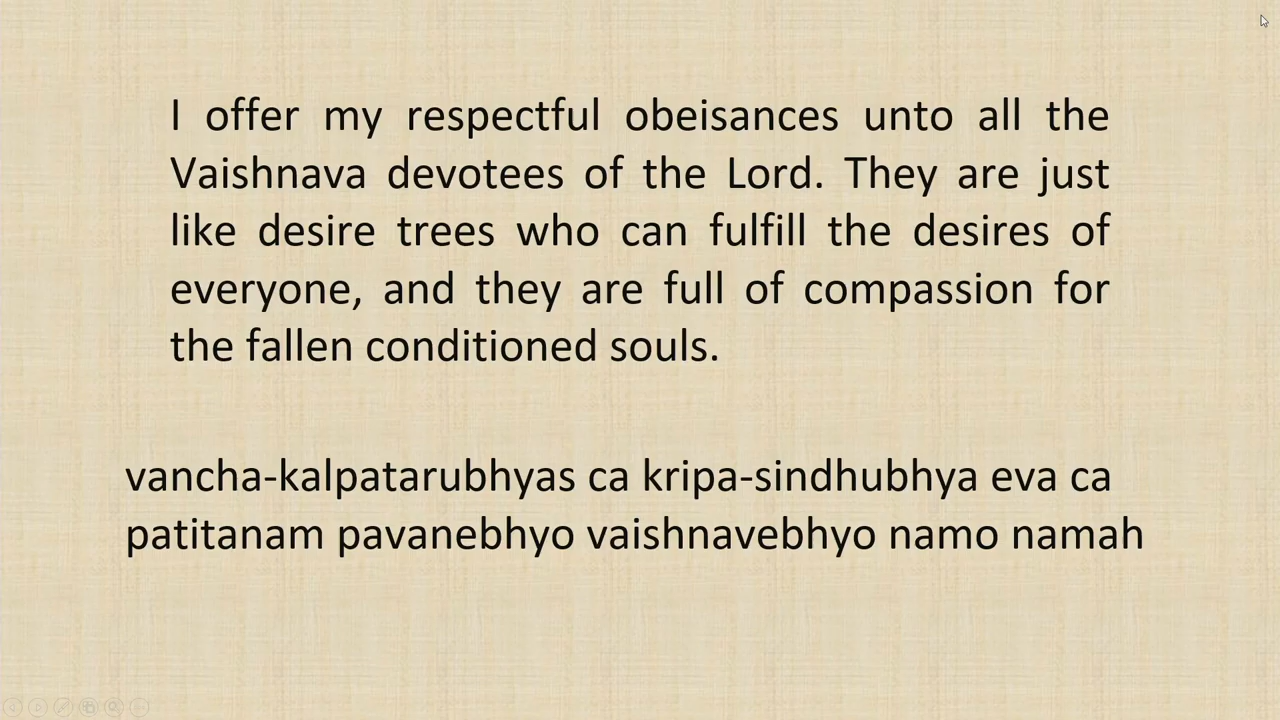 I offer my respectful obeisances unto all the
Vaishnava devotees of the Lord. They are just
like desire trees who can fulfill the desires of
everyone, and they are full of compassion for
the fallen conditioned souls.
vancha-kalpatarubhyas ca kripa-sindhubhya eva ca
patitanam pavanebhyo vaishnavebhyo namo namah